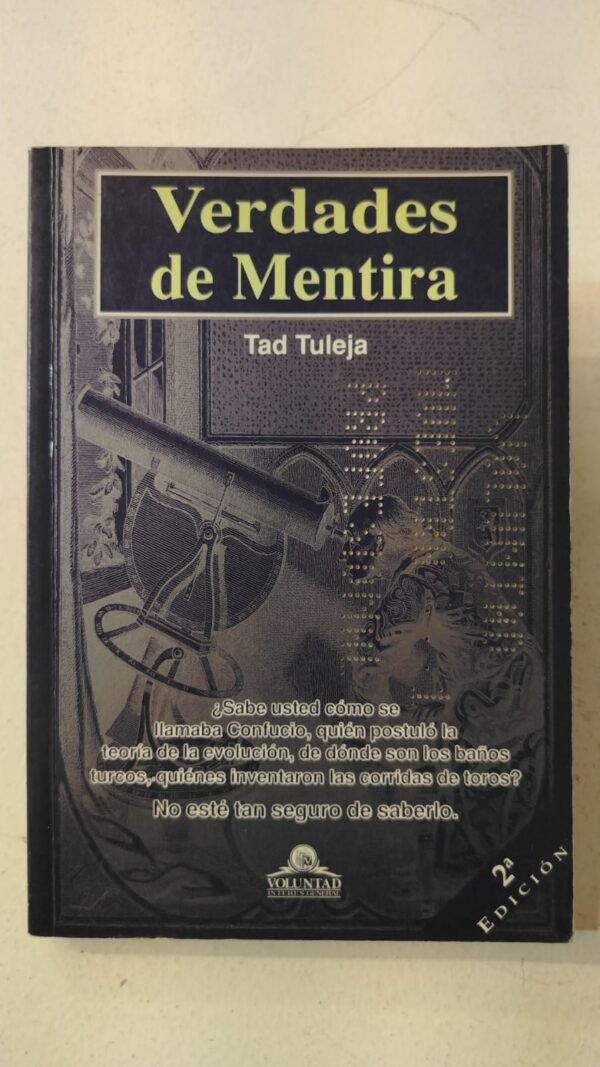 Verdades
de Mentira
Tad Tuleja
¿Sabe usted cómo se
llamaba Confucio, quién postuló la
teoría de la evolución, de dónde son los baños
turcos, quiénes inventaron las corridas de toros?
No esté tan seguro de saberlo.
VOLUNTAD
INTERES GENERAL
2ª
EDICIÓN